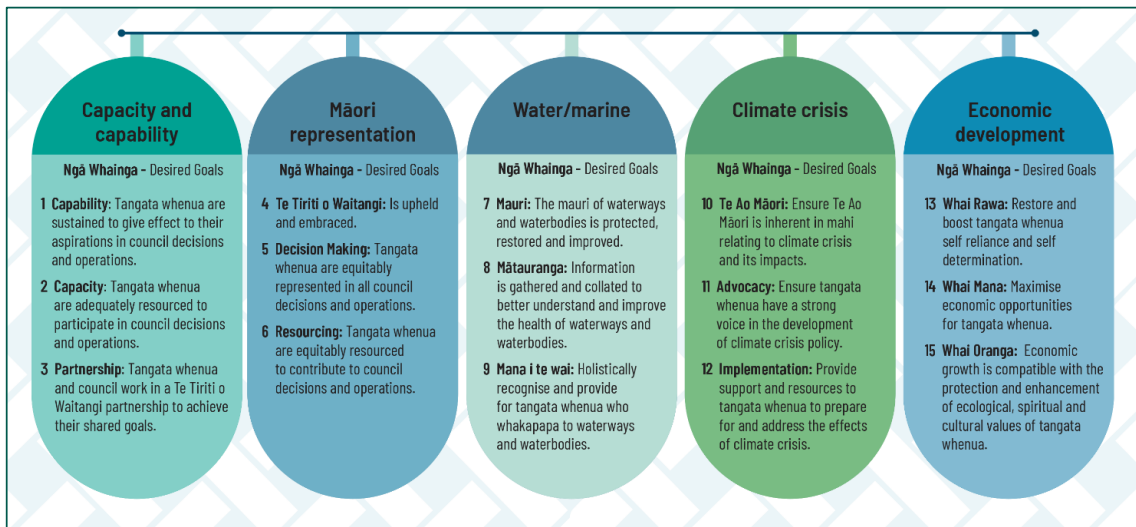 Capacity and
capability
Ngā Whainga - Desired Goals
1 Capability: Tangata whenua are
sustained to give effect to their
aspirations in council decisions
and operations.
2 Capacity: Tangata whenua
are adequately resourced to
participate in council decisions
and operations.
3 Partnership: Tangata whenua
and council work in a Te Tiriti o
Waitangi partnership to achieve
their shared goals.
Māori
representation
Ngā Whainga - Desired Goals
4 Te Tiriti o Waitangi: Is upheld
and embraced.
5 Decision Making: Tangata
whenua are equitably
represented in all council
decisions and operations.
6 Resourcing: Tangata whenua
are equitably resourced
to contribute to council
decisions and operations.
Water/marine
Ngā Whainga - Desired Goals
7 Mauri: The mauri of waterways
and waterbodies is protected,
restored and improved.
8 Mātauranga: Information
is gathered and collated to
better understand and improve
the health of waterways and
waterbodies.
9 Mana i te wai: Holistically
recognise and provide
for tangata whenua who
whakapapa to waterways
and waterbodies.
Climate crisis
Ngā Whainga - Desired Goals
10 Te Ao Māori: Ensure Te Ao
Māori is inherent in mahi
relating to climate crisis
and its impacts.
11 Advocacy: Ensure tangata
whenua have a strong
voice in the development
of climate crisis policy.
12 Implementation: Provide
support and resources to
tangata whenua to prepare
for and address the effects
of climate crisis.
Economic
development
Ngā Whainga - Desired Goals
13 Whai Rawa: Restore and
boost tangata whenua
self reliance and self
determination.
14 Whai Mana: Maximise
economic opportunities
for tangata whenua.
15 Whai Oranga: Economic
growth is compatible with the
protection and enhancement
of ecological, spiritual and
cultural values of tangata
whenua.